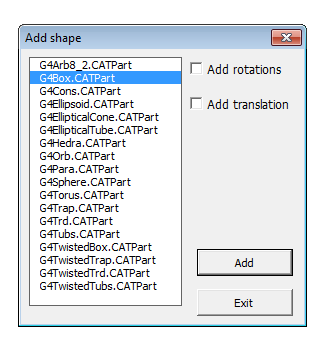 Add shape
G4Arb8_2.CATPart
G4Box.CATPart
G4Cons.CATPart
G4Ellipsoid.CATPart
G4EllipticalCone.CATPart
G4EllipticalTube.CATPart
G4Hedra.CATPart
G4Orb.CATPart
G4Para.CATPart
G4Sphere.CATPart
G4Torus.CATPart
G4Trap.CATPart
G4Trd.CATPart
G4Tubs.CATPart
G4TwistedBox.CATPart
G4TwistedTrap.CATPart
G4TwistedTrd.CATPart
G4TwistedTubs.CATPart
Add rotations
Add translation
Add
Exit